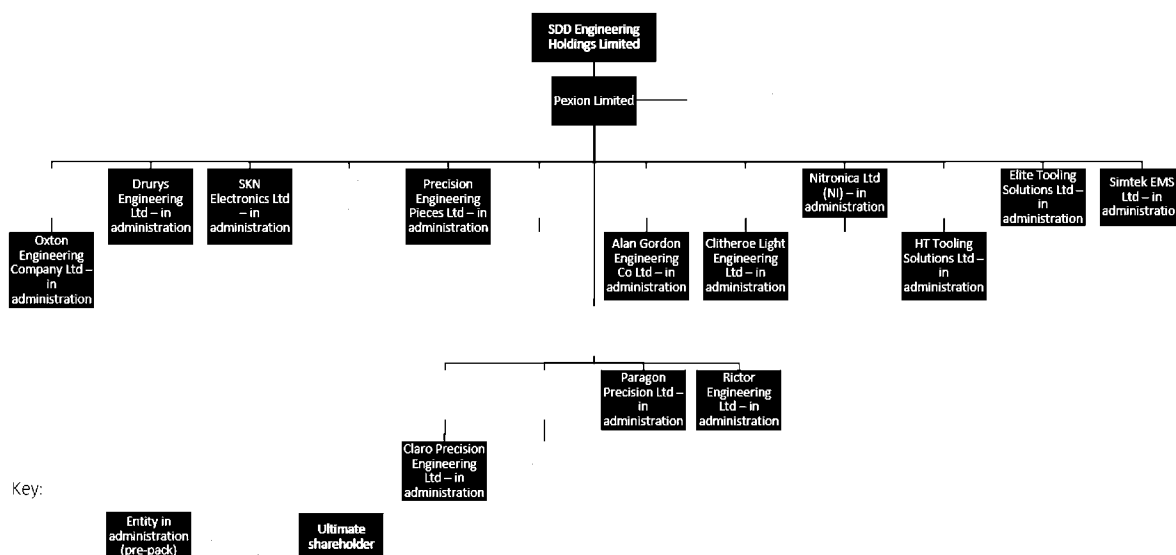 SDD Engineering
Holdings Limited
Pexion Limited
Drurys
Engineering
Ltd – in
administration
SKN
Electronics Ltd
– in
administration
Precision
Engineering
Pieces Ltd – in
administration
Nitronica Ltd
(NI) – in
administration
Elite Tooling
Solutions Ltd –
in
administration
Simtek EMS
Ltd – in
administratio
Oxton
Engineering
Company Ltd –
in
administration
Alan Gordon
Engineering
Co Ltd – in
administration
Clitheroe Light
Engineering
Ltd – in
administration
HT Tooling
Solutions Ltd –
in
administration
Paragon
Precision Ltd –
in
administration
Rictor
Engineering
Ltd – in
administration
Claro Precision
Engineering
Ltd – in
administration
Key:
Entity in
administration
(pre-pack)
Ultimate
shareholder